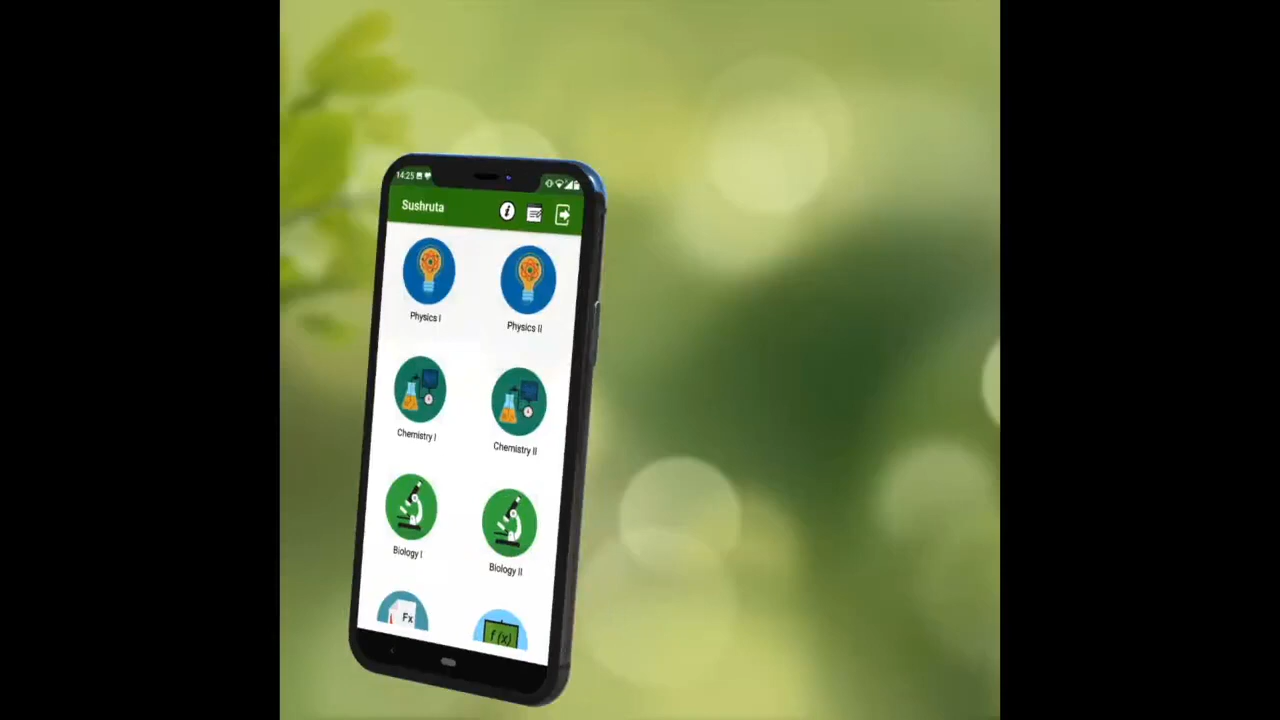 14:25
Sushruta
Physics I
Physics II
Chemistry I
Chemistry II
Biology I
Biology II
Fx
f(x)